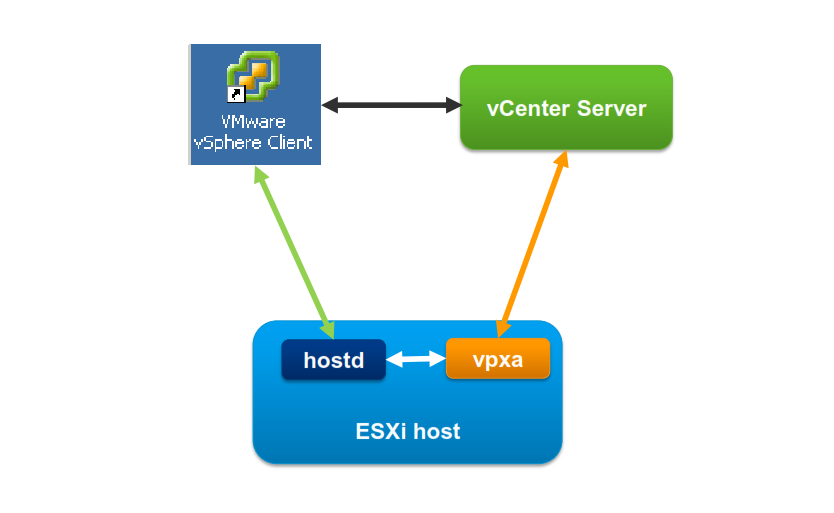 VMware
vSphere Client
vCenter Server
hostd
vpxa
ESXi host